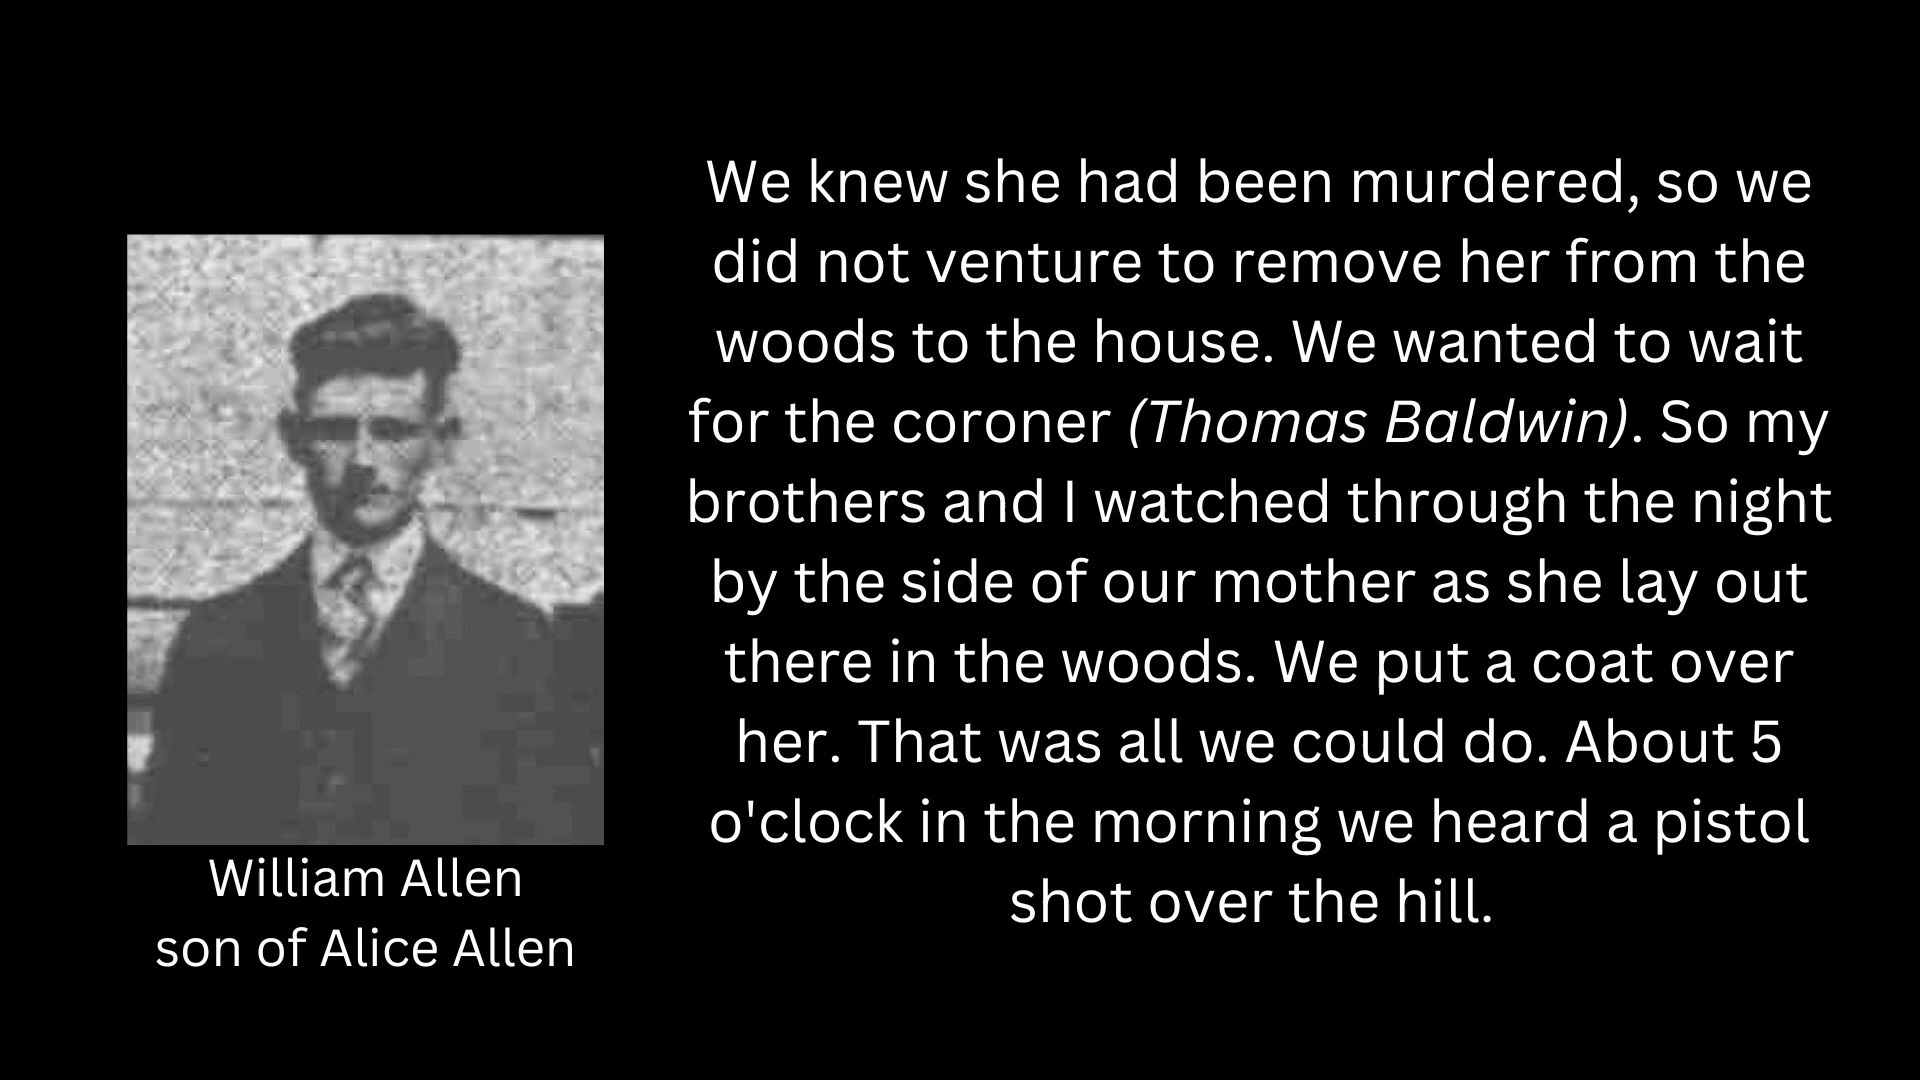 We knew she had been murdered, so we
did not venture to remove her from the
woods to the house. We wanted to wait
for the coroner (Thomas Baldwin). So my
brothers and I watched through the night
by the side of our mother as she lay out
there in the woods. We put a coat over
her. That was all we could do. About 5
o'clock in the morning we heard a pistol
shot over the hill.
William Allen
son of Alice Allen